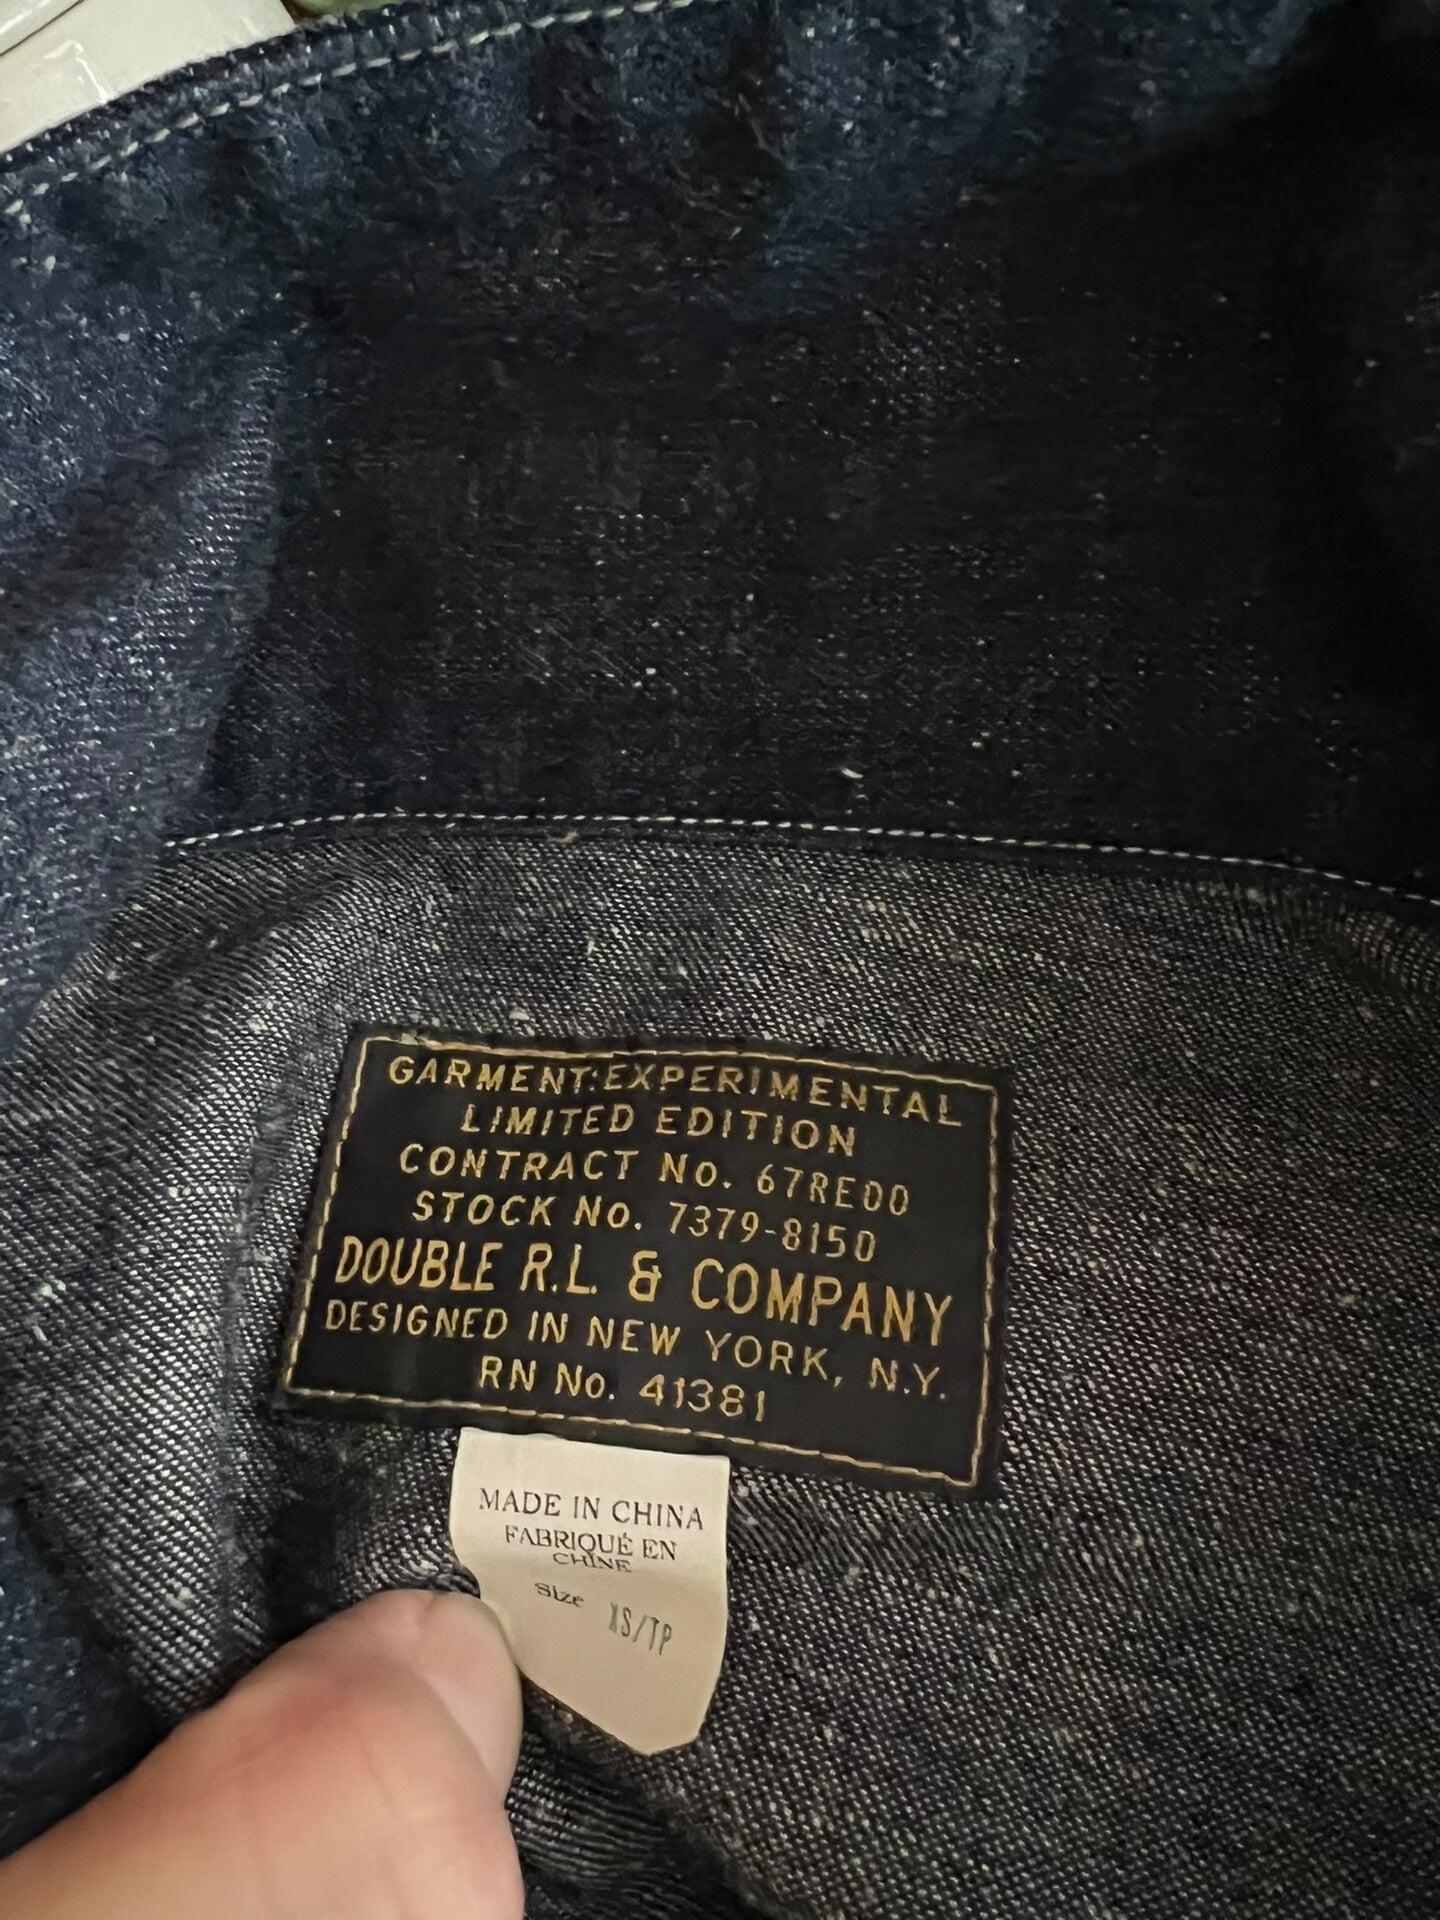 GARMENT:EXPERIMENTAL
LIMITED EDITION
CONTRACT No. 67RE00
STOCK No. 7379-8150
DOUBLE R.L. & COMPANY
DESIGNED IN NEW YORK, N.Y.
RN No. 41381
MADE IN CHINA
FABRIQUÉ EN
CHINE
Size XS/TP